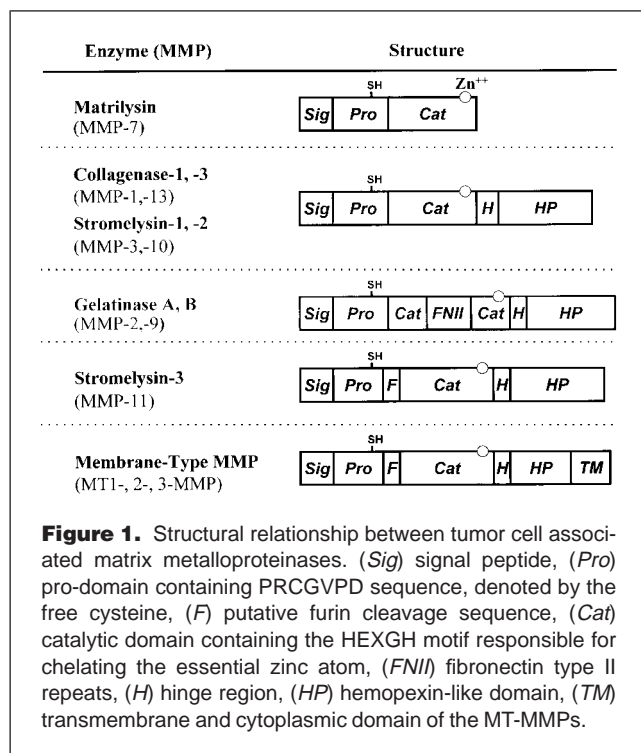 Enzyme (MMP) Structure
SH Zn++
Matrilysin
(MMP-7)
Sig Pro Cat
Collagenase-1, -3
(MMP-1,-13)
Stromelysin-1, -2
(MMP-3,-10)
SH
Sig Pro Cat H HP
Gelatinase A, B
(MMP-2,-9)
SH
Sig Pro Cat FNII Cat H HP
Stromelysin-3
(MMP-11)
SH
Sig Pro F Cat H HP
Membrane-Type MMP
(MT1-, 2-, 3-MMP)
SH
Sig Pro F Cat H HP TM
Figure 1. Structural relationship between tumor cell associ-
ated matrix metalloproteinases. (Sig) signal peptide, (Pro)
pro-domain containing PRCGVPD sequence, denoted by the
free cysteine, (F) putative furin cleavage sequence, (Cat)
catalytic domain containing the HEXGH motif responsible for
chelating the essential zinc atom, (FNII) fibronectin type II
repeats, (H) hinge region, (HP) hemopexin-like domain, (TM)
transmembrane and cytoplasmic domain of the MT-MMPs.